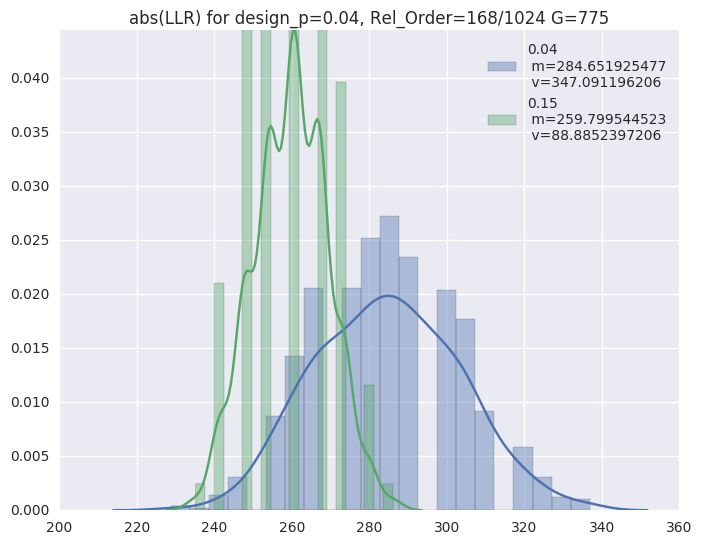 abs(LLR) for design_p=0.04, Rel_Order=168/1024 G=775
0.04
m=284.651925477
v=347.091196206
0.15
m=259.799544523
v=88.8852397206
0.040
0.035
0.030
0.025
0.020
0.015
0.010
0.005
0.000
200 220 240 260 280 300 320 340 360